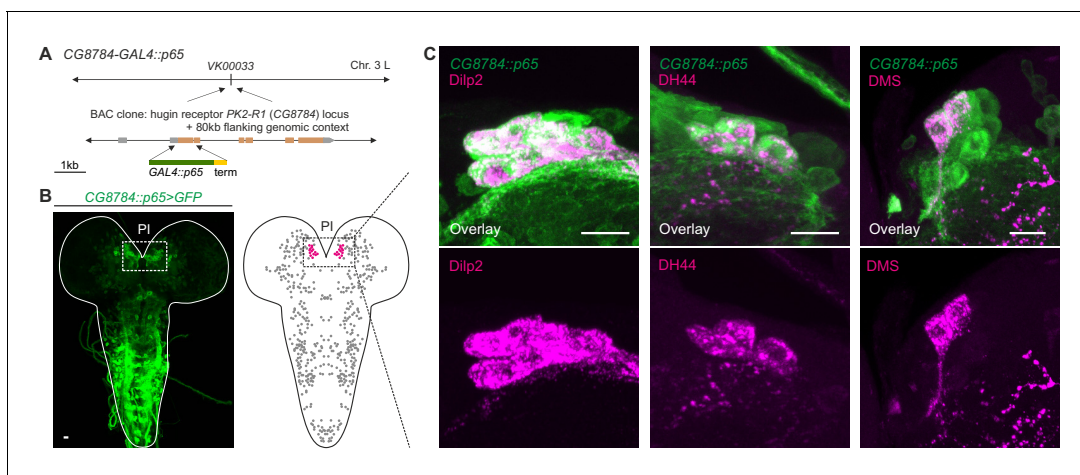 A
CG8784-GAL4::p65
VK00033
Chr. 3 L
BAC clone: hugin receptor PK2-R1 (CG8784) locus
+ 80kb flanking genomic context
1kb
GAL4::p65
term
B
CG8784::p65>GFP
PI
PI
C
CG8784::p65
Dilp2
Overlay
CG8784::p65
DH44
Overlay
CG8784::p65
DMS
Overlay
Dilp2
DH44
DMS